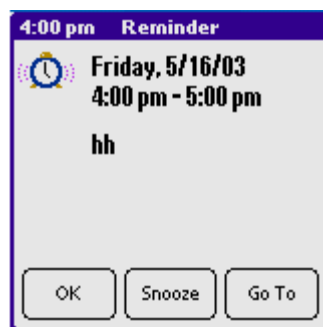 4:00 pm Reminder
Friday, 5/16/03
4:00 pm - 5:00 pm
hh
OK Snooze Go To